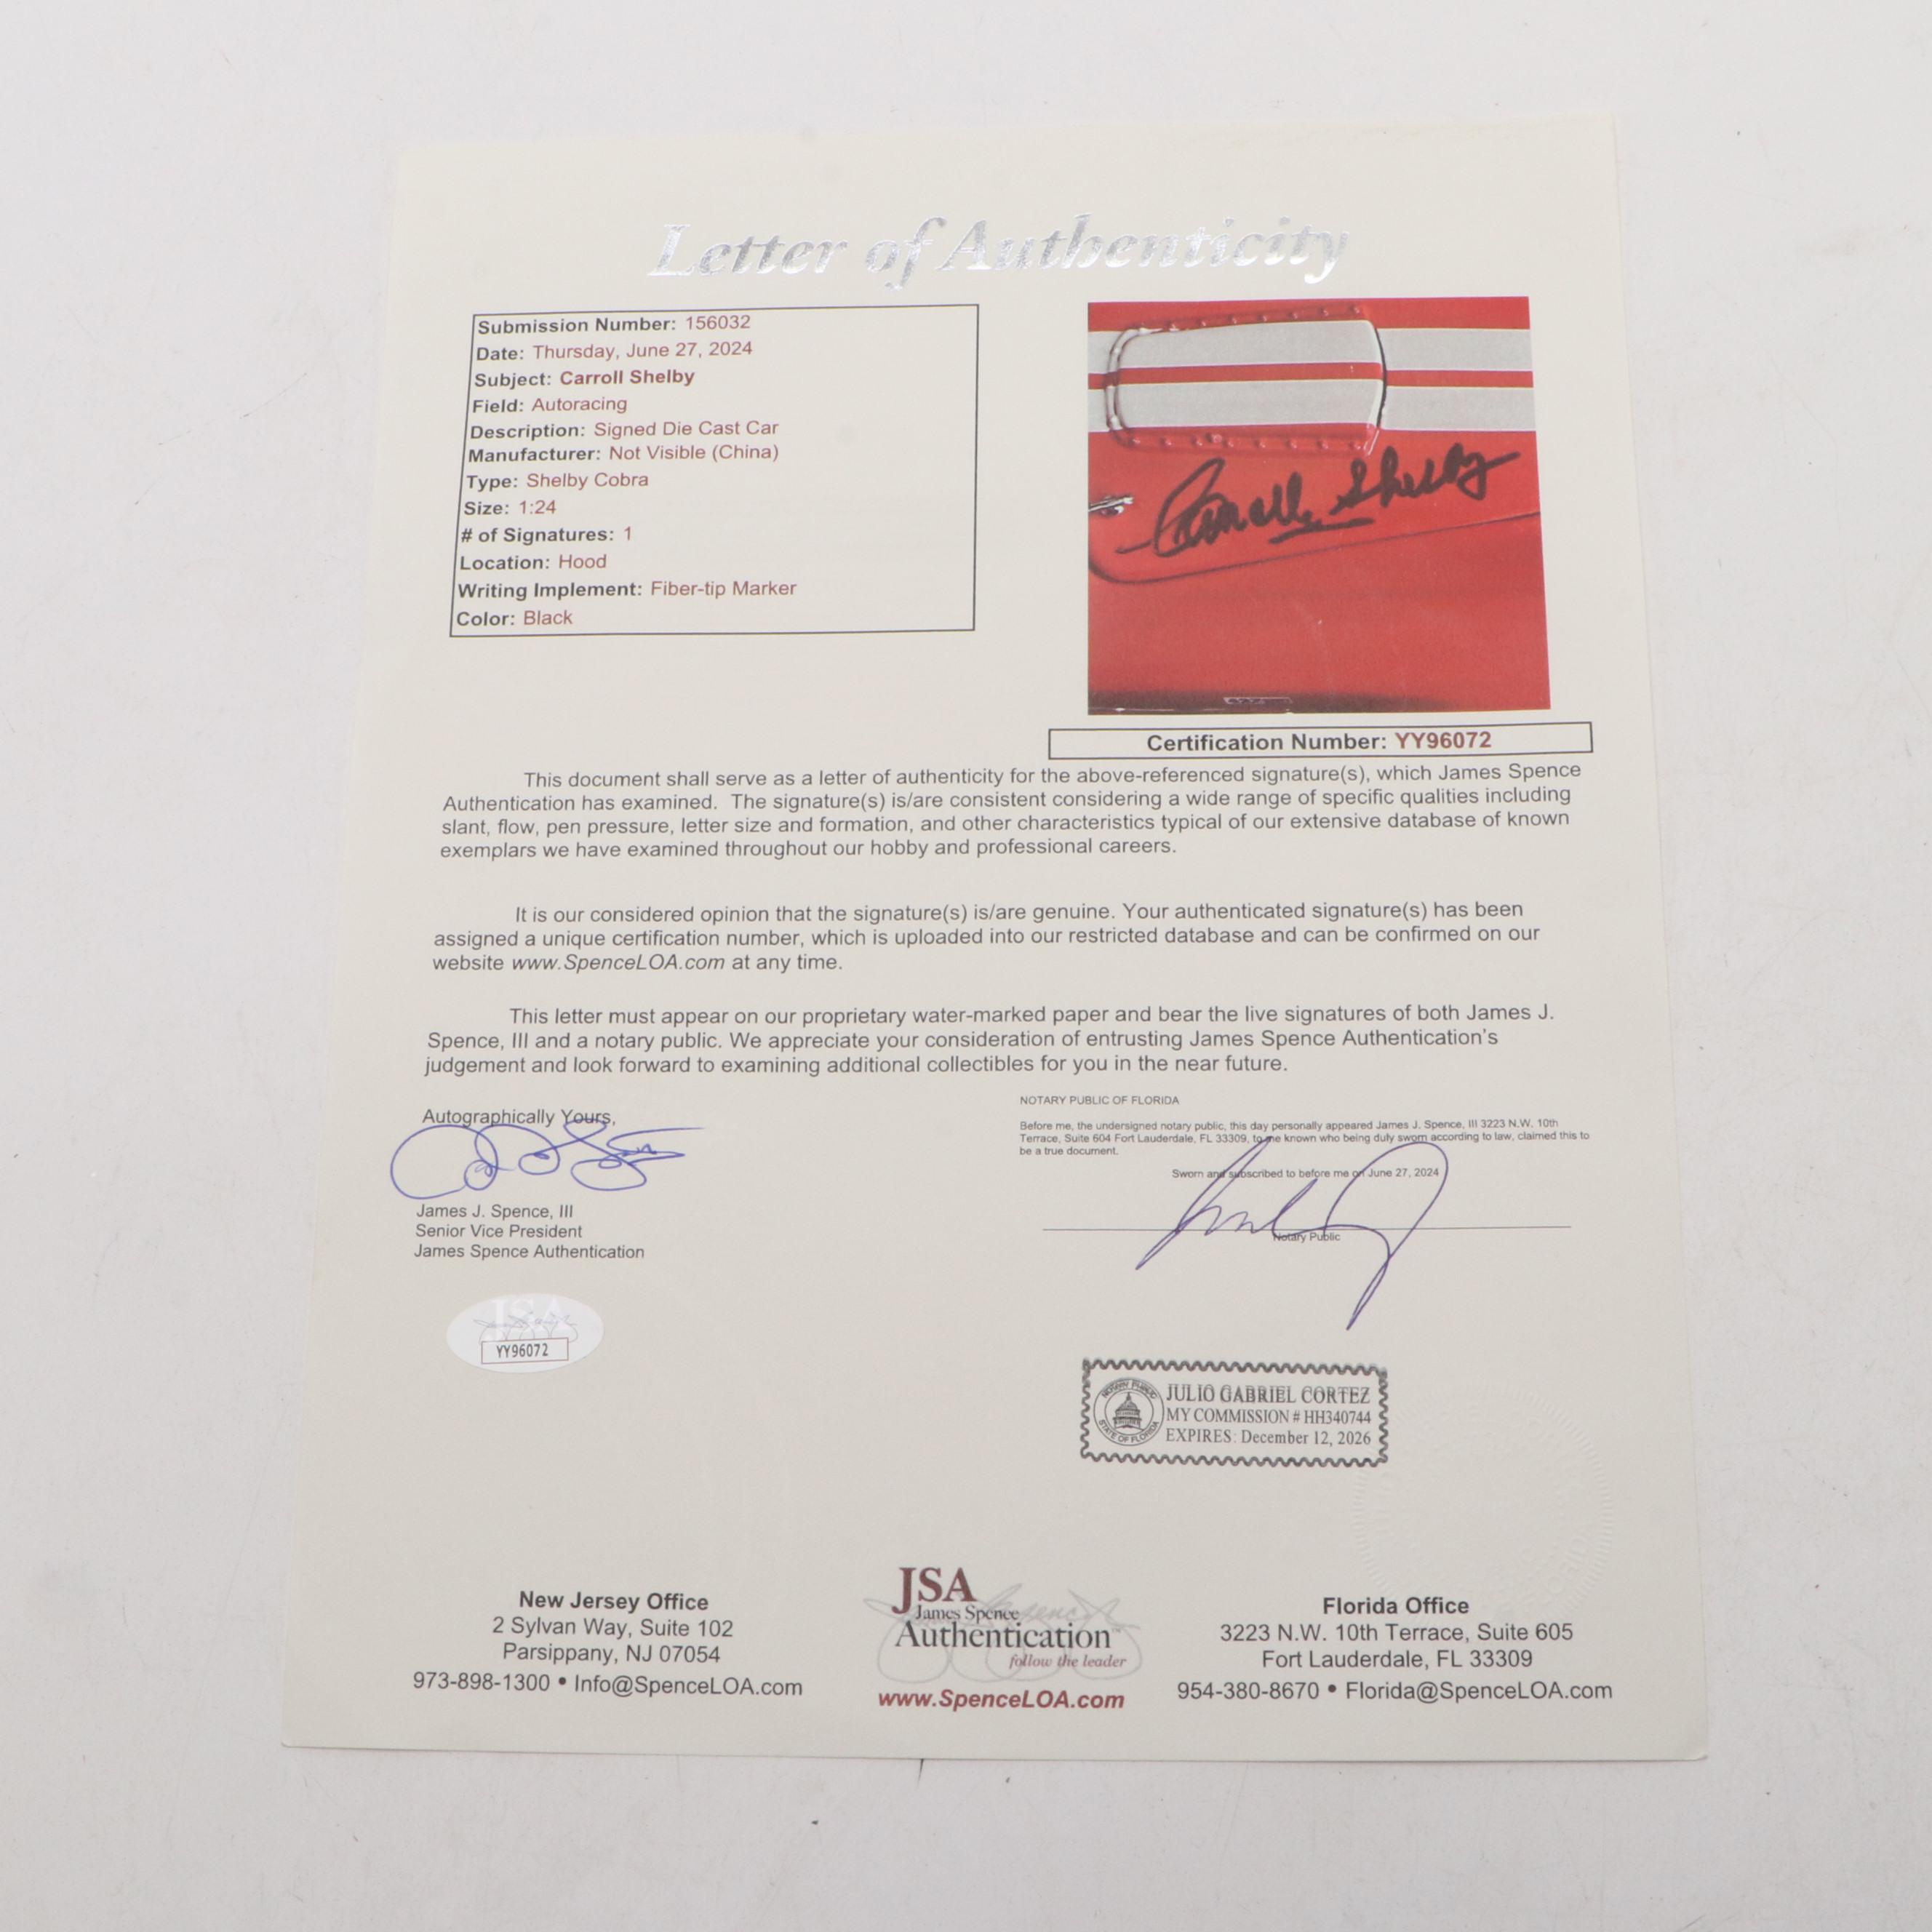 Letter of Authenticity
Submission Number: 156032
Date: Thursday, June 27, 2024
Subject: Carroll Shelby
Field: Autoracing
Description: Signed Die Cast Car
Manufacturer: Not Visible (China)
Type: Shelby Cobra
Size: 1:24
# of Signatures: 1
Location: Hood
Writing Implement: Fiber-tip Marker
Color: Black
Carroll Shelby
Certification Number: YY96072
This document shall serve as a letter of authenticity for the above-referenced signature(s), which James Spence
Authentication has examined. The signature(s) is/are consistent considering a wide range of specific qualities including
slant, flow, pen pressure, letter size and formation, and other characteristics typical of our extensive database of known
exemplars we have examined throughout our hobby and professional careers.
It is our considered opinion that the signature(s) is/are genuine. Your authenticated signature(s) has been
assigned a unique certification number, which is uploaded into our restricted database and can be confirmed on our
website www.SpenceLOA.com at any time.
This letter must appear on our proprietary water-marked paper and bear the live signatures of both James J.
Spence, III and a notary public. We appreciate your consideration of entrusting James Spence Authentication's
judgement and look forward to examining additional collectibles for you in the near future.
Autographically Yours,
James J. Spence, III
Senior Vice President
James Spence Authentication
JSA
YY96072
NOTARY PUBLIC OF FLORIDA
Before me, the undersigned notary public, this day personally appeared James J. Spence, III 3223 N.W. 10th
Terrace, Suite 604 Fort Lauderdale, FL 33309, to me known who being duly sworn according to law, claimed this to
be a true document.
Sworn and subscribed to before me on June 27, 2024
Notary Public
NOTARY PUBLIC
STATE OF FLORIDA
JULIO GABRIEL CORTEZ
MY COMMISSION # HH340744
EXPIRES: December 12, 2026
New Jersey Office
2 Sylvan Way, Suite 102
Parsippany, NJ 07054
973-898-1300 • Info@SpenceLOA.com
JSA
James Spence
Authentication™
follow the leader
www.SpenceLOA.com
Florida Office
3223 N.W. 10th Terrace, Suite 605
Fort Lauderdale, FL 33309
954-380-8670 • Florida@SpenceLOA.com